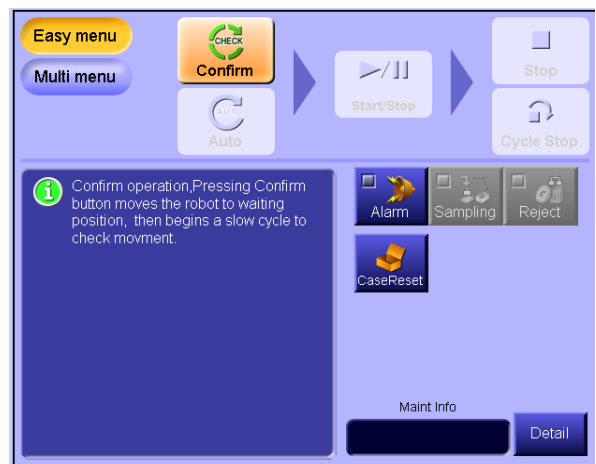 Easy menu
Multi menu
CHECK
Confirm
AUTO
Auto
Start/Stop
Stop
Cycle Stop
Confirm operation,Pressing Confirm
button moves the robot to waiting
position, then begins a slow cycle to
check movment.
Alarm
Sampling
Reject
CaseReset
Maint Info
Detail